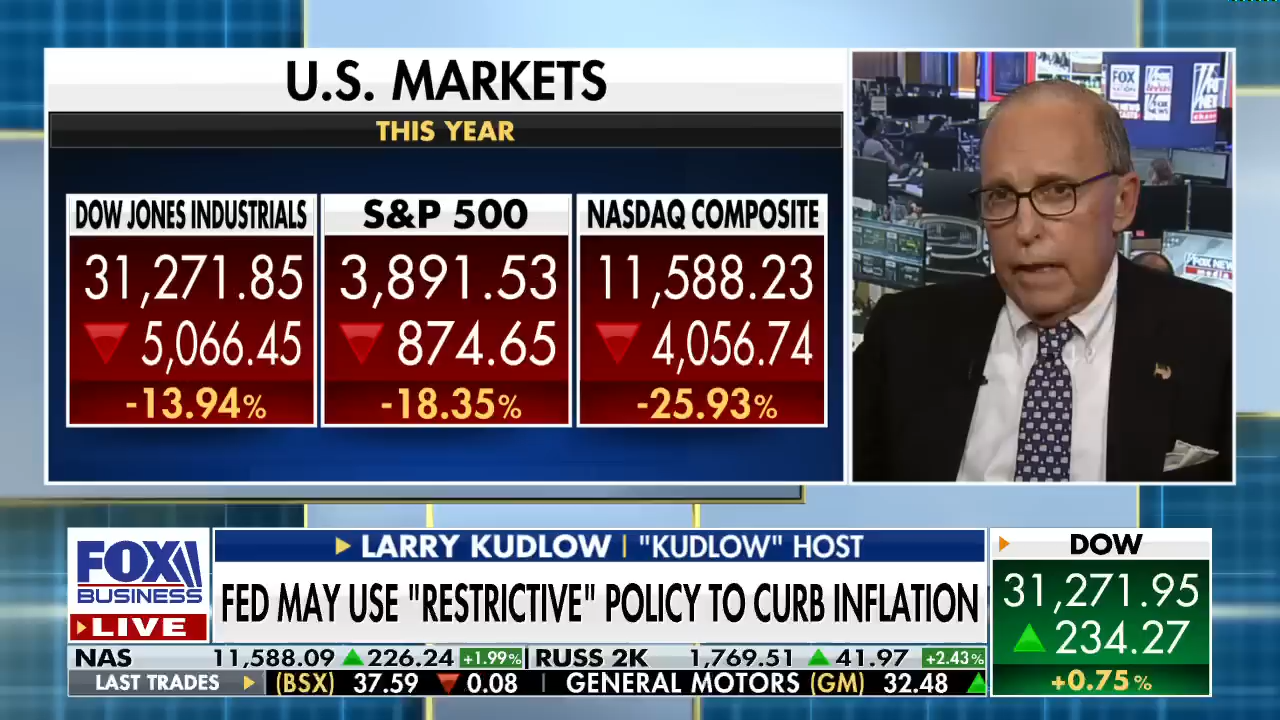 U.S. MARKETS
THIS YEAR
DOW JONES INDUSTRIALS
31,271.85
5,066.45
-13.94%
S&P 500
3,891.53
874.65
-18.35%
NASDAQ COMPOSITE
11,588.23
4,056.74
-25.93%
FOX
FOX NEWS
LARRY KUDLOW | "KUDLOW" HOST
FED MAY USE "RESTRICTIVE" POLICY TO CURB INFLATION
FOX
BUSINESS
LIVE
DOW
31,271.95
234.27
+0.75%
NAS 11,588.09 226.24 +1.99% RUSS 2K 1,769.51 41.97 +2.43%
LAST TRADES (BSX) 37.59 0.08 | GENERAL MOTORS (GM) 32.48